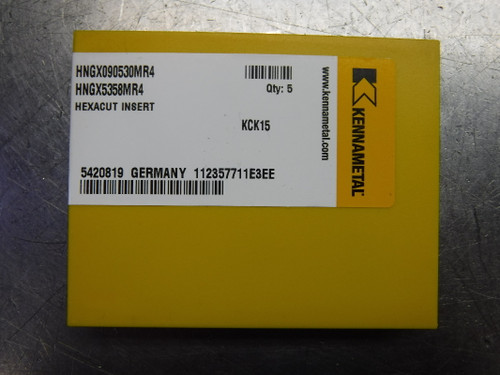 HNGX090530MR4
HNGX5358MR4
HEXACUT INSERT
Qty: 5
KCK15
5420819 GERMANY 112357711E3EE
www.kennametal.com
KENNAMETAL®